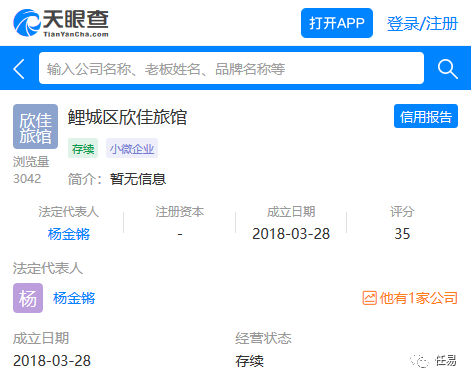 天眼查
TianYanCha.com
打开APP
登录/注册
输入公司名称、老板姓名、品牌名称等
欣佳
旅馆
鲤城区欣佳旅馆
信用报告
存续
小微企业
浏览量
3042
简介：暂无信息
法定代表人
注册资本
成立日期
评分
杨金锵
-
2018-03-28
35
法定代表人
杨
杨金锵
他有1家公司
成立日期
经营状态
2018-03-28
存续
任易